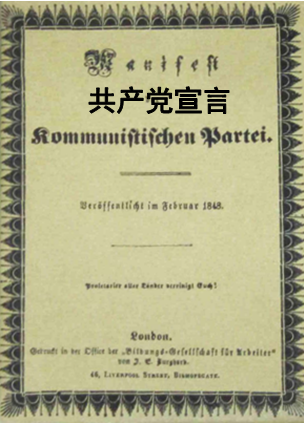 Manifest
共产党宣言
Kommunistischen Partei.
Veröffentlicht im Februar 1848.
Proletarier aller Länder vereinigt Euch!
London.
Gedruckt in der Office der „Bildungs-Gesellschaft für Arbeiter“
von J. E. Burghard.
46, LIVERPOOL STREET, BISHOPSGATE.